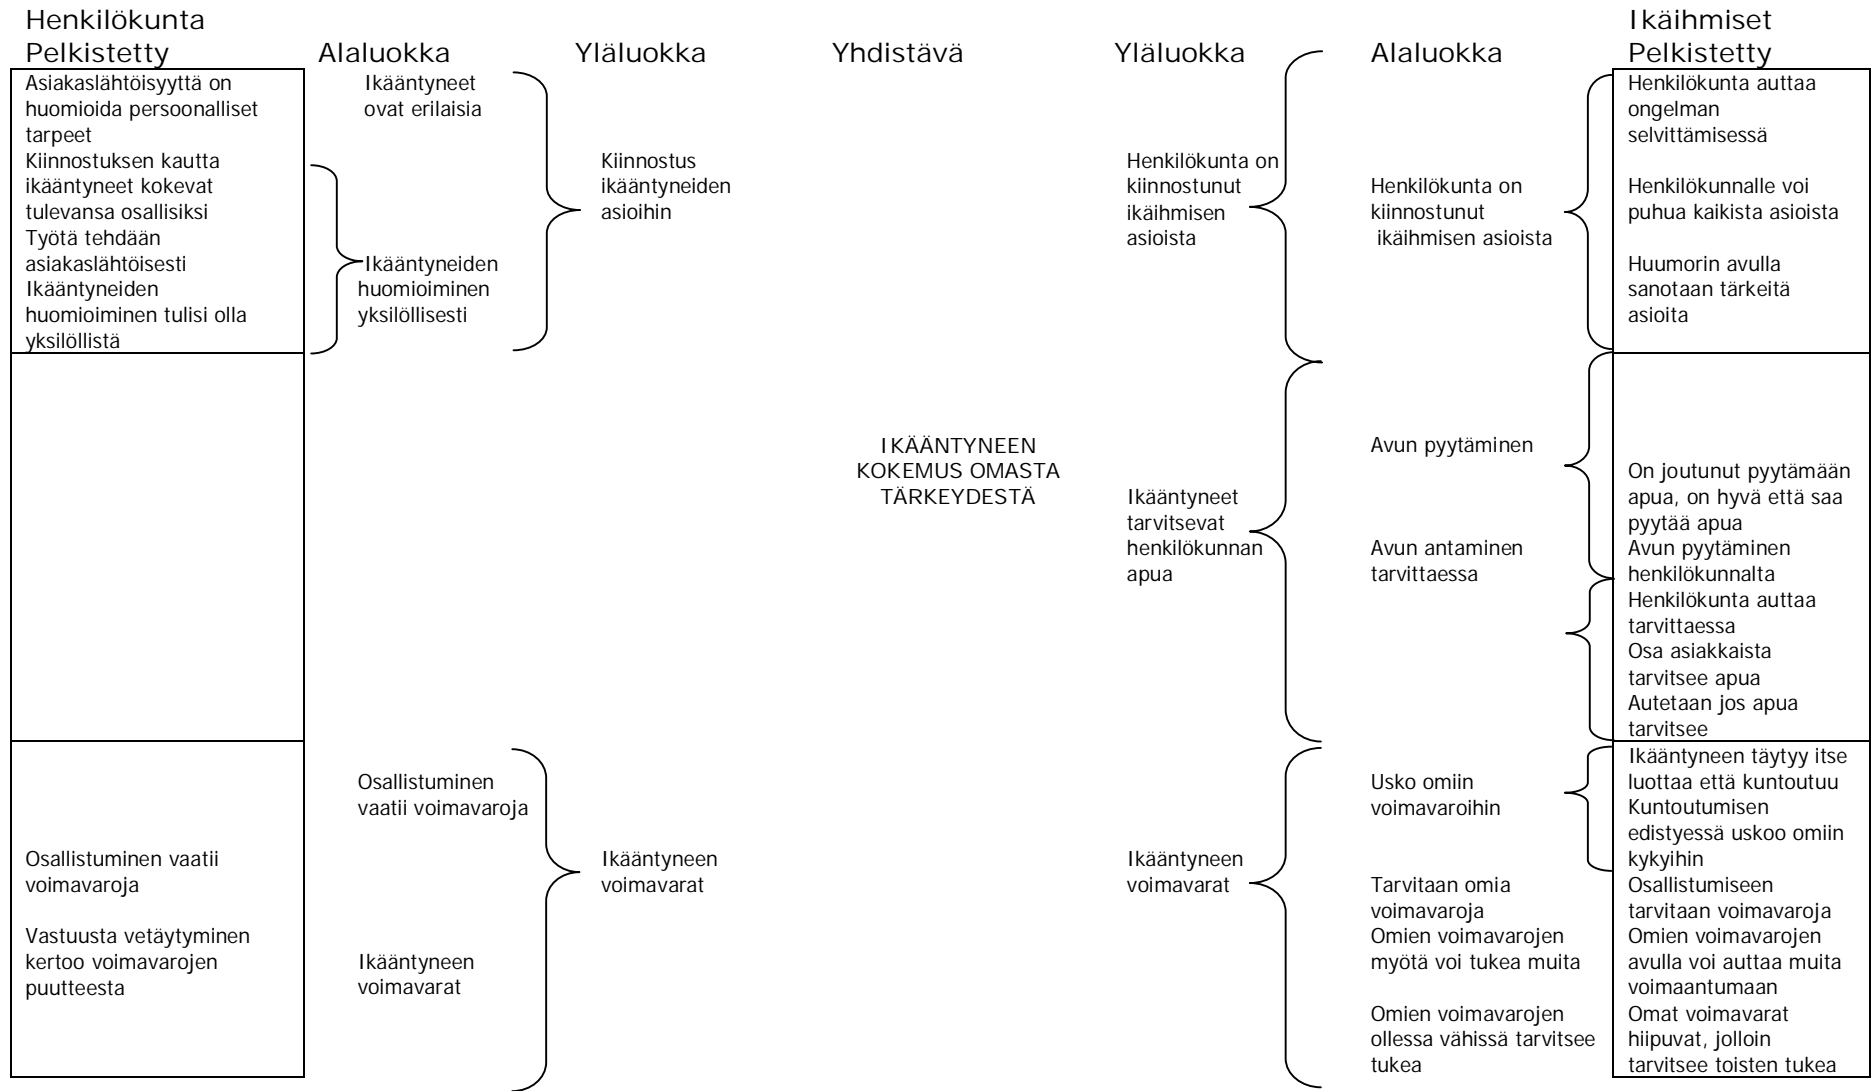 Henkilökunta
Pelkistetty
Alaluokka
Yläluokka
Yhdistävä
Yläluokka
Alaluokka
Ikäihmiset
Pelkistetty
Asiakaslähtöisyyttä on
huomioida persoonalliset
tarpeet
Kiinnostuksen kautta
ikääntyneet kokevat
tulevansa osallisiksi
Työtä tehdään
asiakaslähtöisesti
Ikääntyneiden
huomioiminen tulisi olla
yksilöllistä
Ikääntyneet
ovat erilaisia
Ikääntyneiden
huomioiminen
yksilöllisesti
Kiinnostus
ikääntyneiden
asioihin
Henkilökunta on
kiinnostunut
ikäihmisen
asioista
Henkilökunta on
kiinnostunut
ikäihmisen asioista
Henkilökunta auttaa
ongelman
selvittämisessä
Henkilökunnalle voi
puhua kaikista asioista
Huumorin avulla
sanotaan tärkeitä
asioita
IKÄÄNTYNEEN
KOKEMUS OMASTA
TÄRKEYDESTÄ
Ikääntyneet
tarvitsevat
henkilökunnan
apua
Avun pyytäminen
Avun antaminen
tarvittaessa
On joutunut pyytämään
apua, on hyvä että saa
pyytää apua
Avun pyytäminen
henkilökunnalta
Henkilökunta auttaa
tarvittaessa
Osa asiakkaista
tarvitsee apua
Autetaan jos apua
tarvitsee
Osallistuminen vaatii
voimavaroja
Vastuusta vetäytyminen
kertoo voimavarojen
puutteesta
Osallistuminen
vaatii voimavaroja
Ikääntyneen
voimavarat
Ikääntyneen
voimavarat
Ikääntyneen
voimavarat
Usko omiin
voimavaroihin
Tarvitaan omia
voimavaroja
Omien voimavarojen
myötä voi tukea muita
Omien voimavarojen
ollessa vähissä tarvitsee
tukea
Ikääntyneen täytyy itse
luottaa että kuntoutuu
Kuntoutumisen
edistyessä uskoo omiin
kykyihin
Osallistumiseen
tarvitaan voimavaroja
Omien voimavarojen
avulla voi auttaa muita
voimaantumaan
Omat voimavarat
hiipuvat, jolloin
tarvitsee toisten tukea